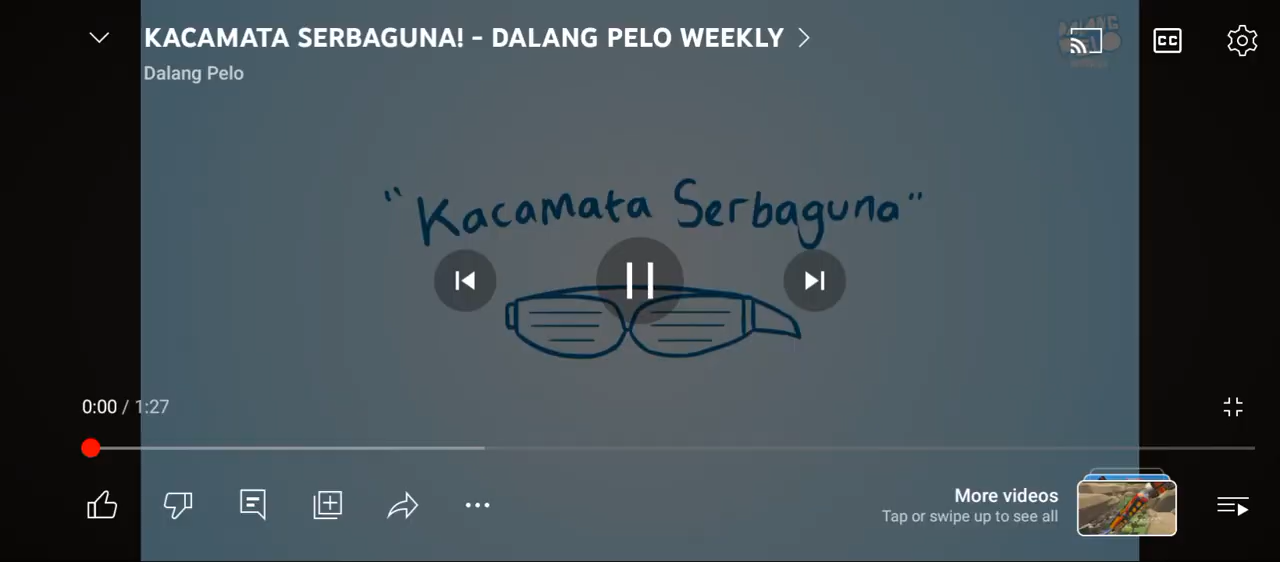 KACAMATA SERBAGUNA! - DALANG PELO WEEKLY
Dalang Pelo
CC
"Kacamata Serbaguna"
0:00 / 1:27
More videos
Tap or swipe up to see all